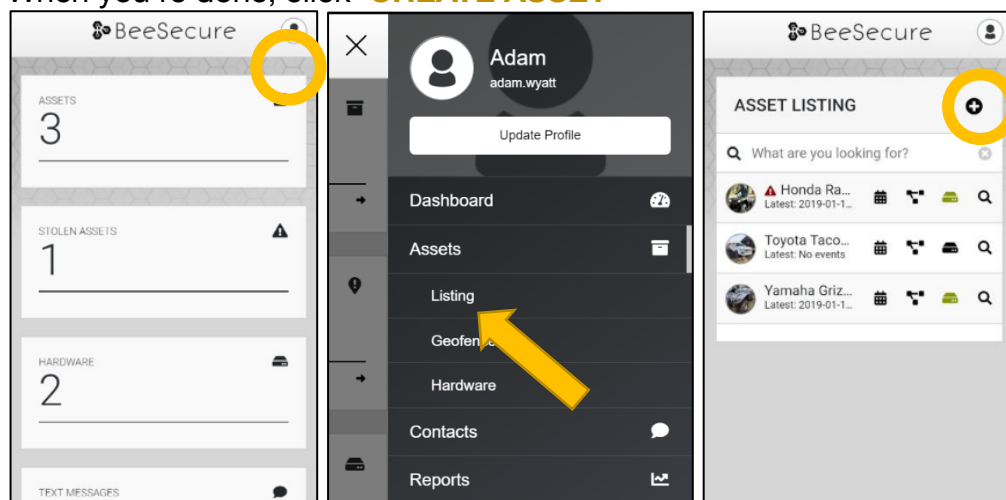 When you're done, click "CREATE ASSET"
BeeSecure
ASSETS
3
STOLEN ASSETS
1
HARDWARE
2
TEXT MESSAGES
Adam
adam.wyatt
Update Profile
Dashboard
Assets
Listing
Hardware
Contacts
Reports
BeeSecure
ASSET LISTING
What are you looking for?
Honda Ra...
Latest: 2019-01-1...
Toyota Taco...
Latest: No events
Yamaha Griz...
Latest: 2019-01-1...